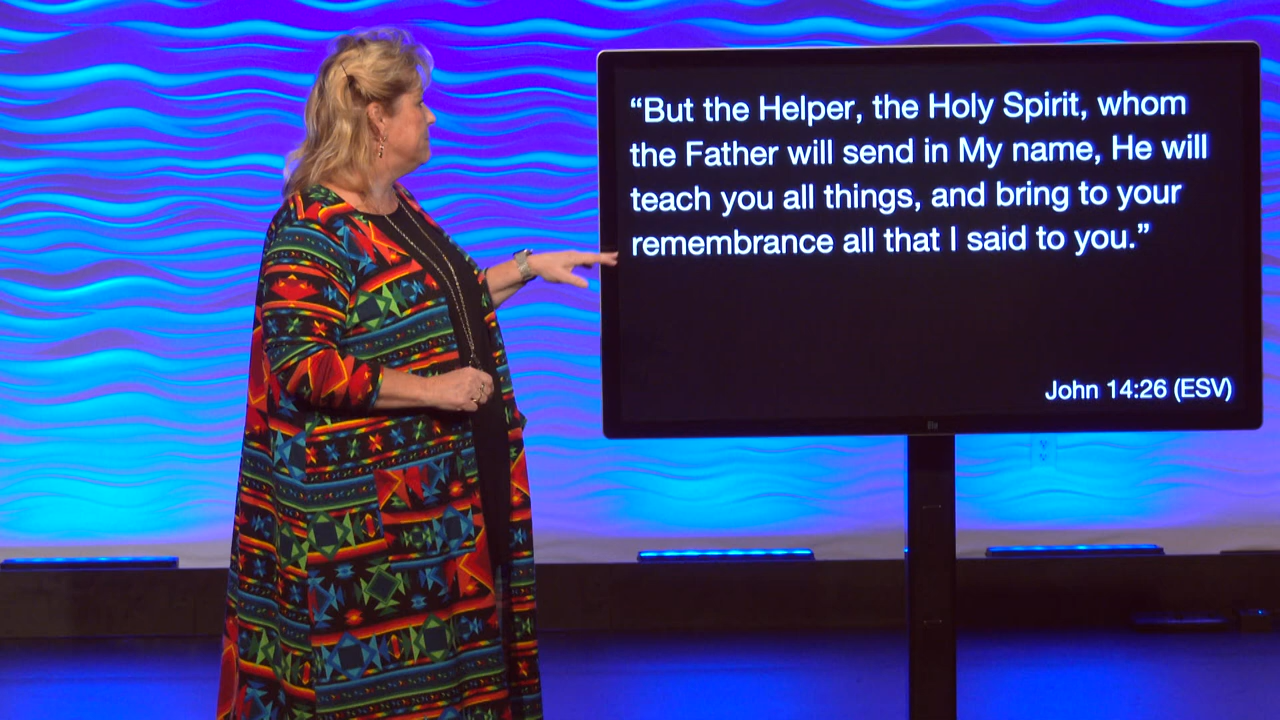 “But the Helper, the Holy Spirit, whom
the Father will send in My name, He will
teach you all things, and bring to your
remembrance all that I said to you.”
John 14:26 (ESV)
elo